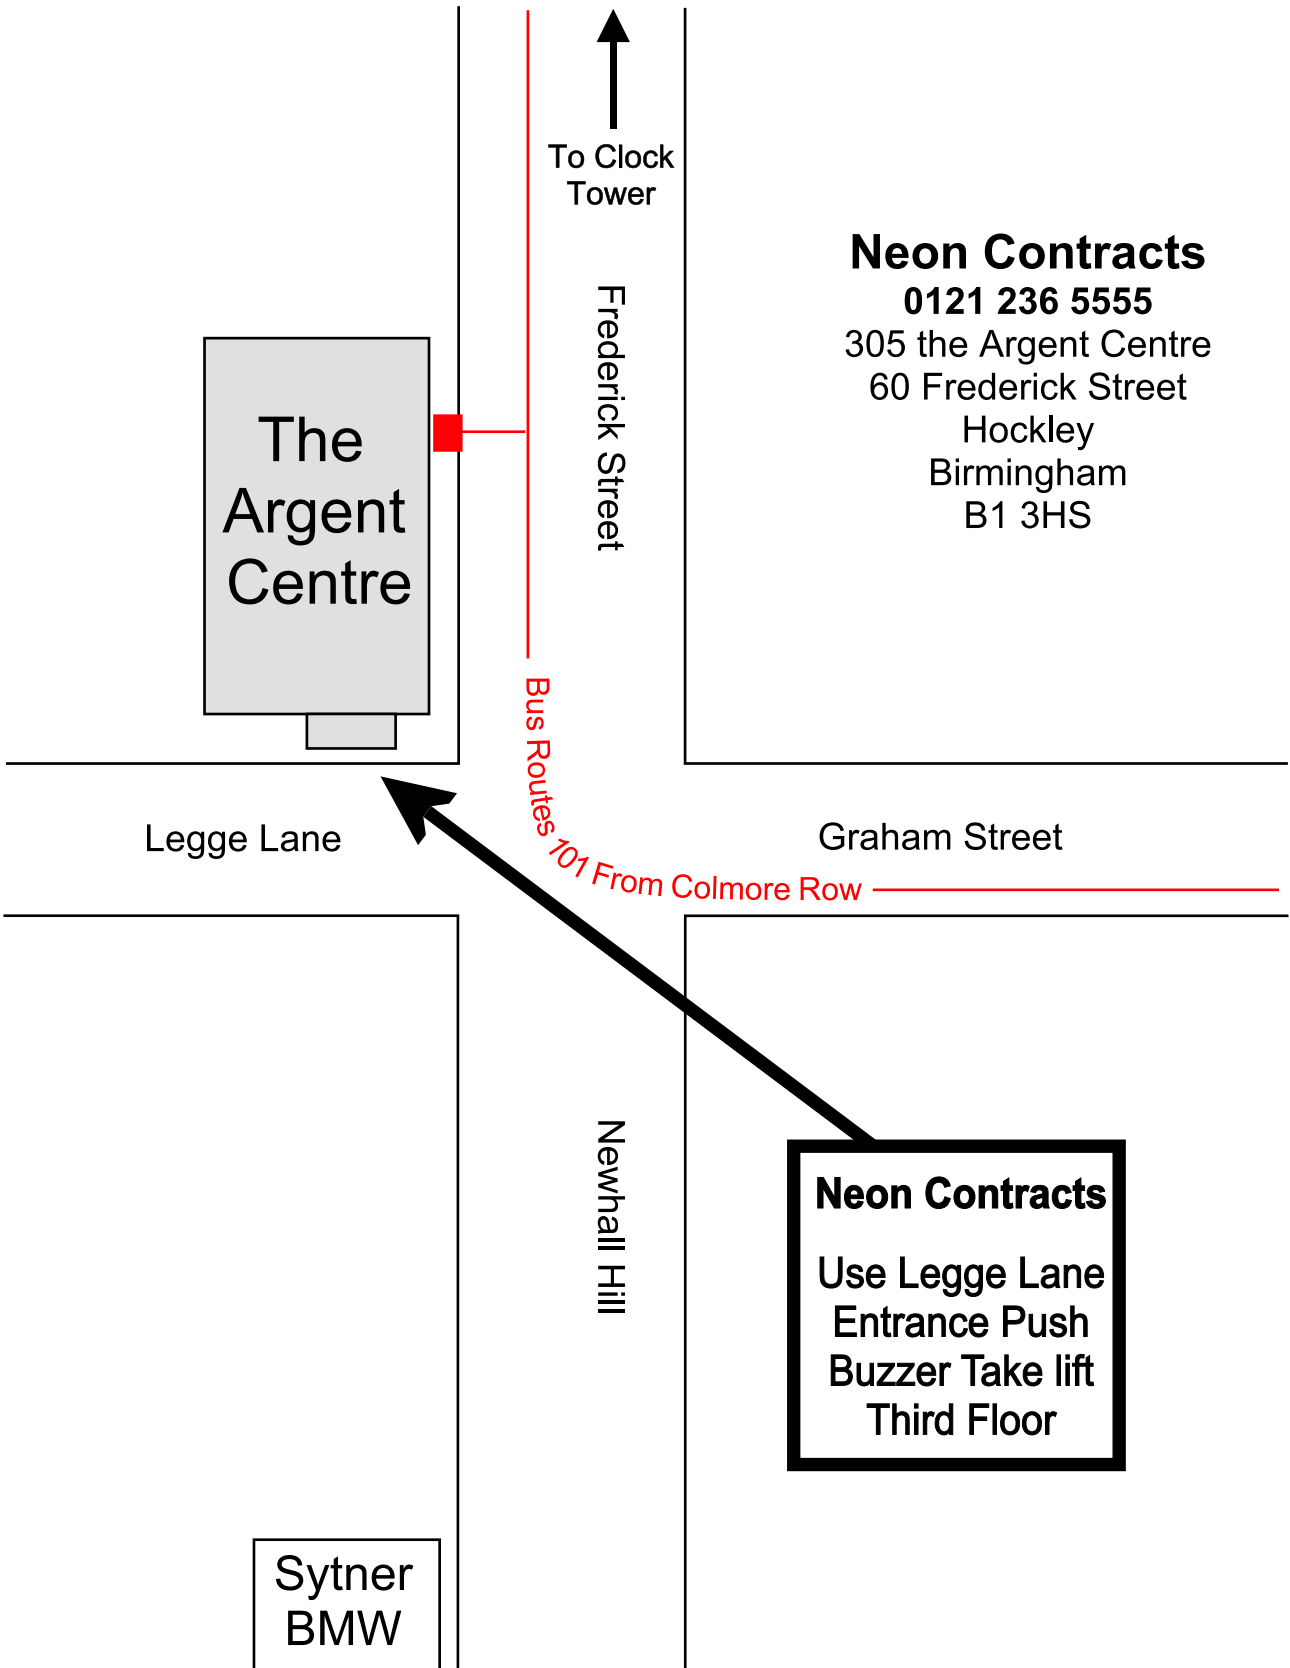 To Clock
Tower
Neon Contracts
0121 236 5555
305 the Argent Centre
60 Frederick Street
Hockley
Birmingham
B1 3HS
Frederick Street
The
Argent
Centre
Bus Routes 101 From Colmore Row
Legge Lane
Graham Street
Newhall Hill
Neon Contracts
Use Legge Lane
Entrance Push
Buzzer Take lift
Third Floor
Sytner
BMW